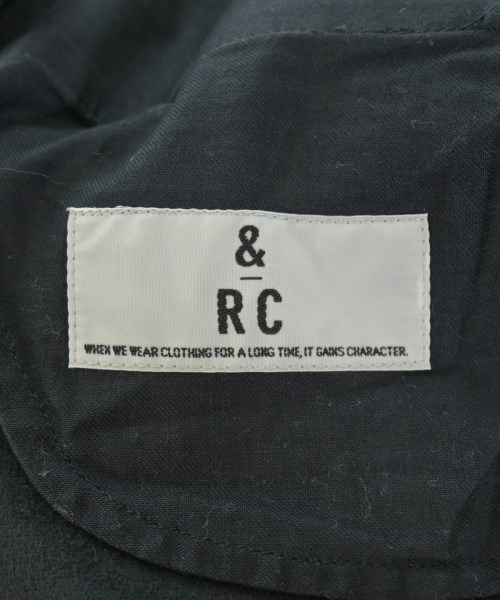 &
RC
WHEN WE WEAR CLOTHING FOR A LONG TIME, IT GAINS CHARACTER.